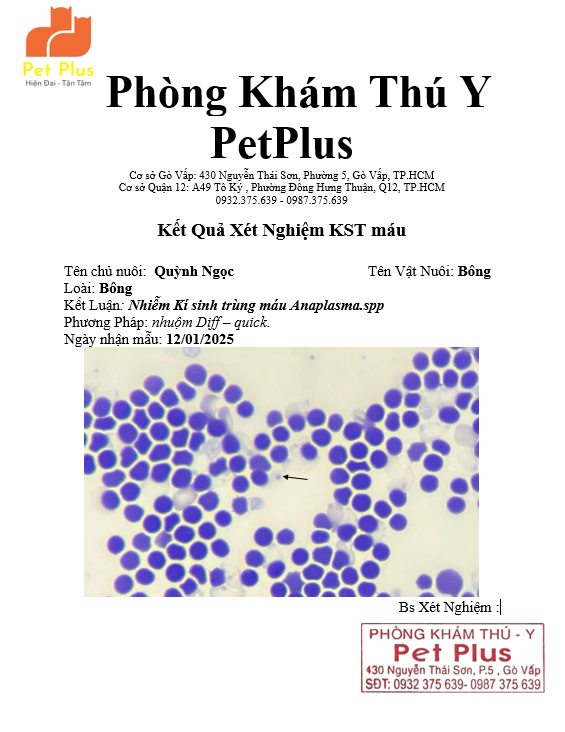 Pet Plus
Hiện Đại - Tận Tâm
Phòng Khám Thú Y
PetPlus
Cơ sở Gò Vấp: 430 Nguyễn Thái Sơn, Phường 5, Gò Vấp, TP.HCM
Cơ sở Quận 12: A49 Tô Ký , Phường Đông Hưng Thuận, Q12, TP.HCM
0932.375.639 - 0987.375.639
Kết Quả Xét Nghiệm KST máu
Tên chủ nuôi: Quỳnh Ngọc Tên Vật Nuôi: Bông
Loài: Bông
Kết Luận: Nhiễm Kí sinh trùng máu Anaplasma.spp
Phương Pháp: nhuộm Diff – quick.
Ngày nhận mẫu: 12/01/2025
Bs Xét Nghiệm :
PHÒNG KHÁM THÚ - Y
Pet Plus
430 Nguyễn Thái Sơn, P.5 , Gò Vấp
SĐT: 0932 375 639- 0987 375 639